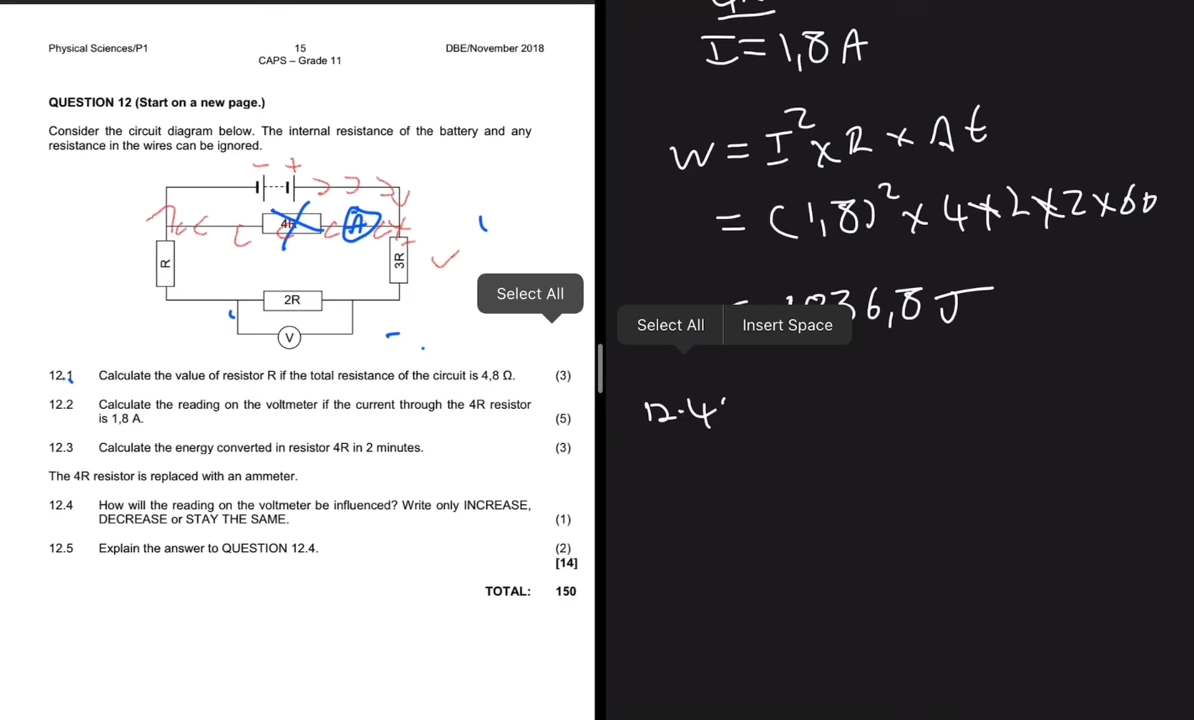 Physical Sciences/P1
15
DBE/November 2018
CAPS – Grade 11
QUESTION 12 (Start on a new page.)
Consider the circuit diagram below. The internal resistance of the battery and any
resistance in the wires can be ignored.
- +
A
R
3R
2R
V
12.1 Calculate the value of resistor R if the total resistance of the circuit is 4,8 Ω. (3)
12.2 Calculate the reading on the voltmeter if the current through the 4R resistor
is 1,8 A. (5)
12.3 Calculate the energy converted in resistor 4R in 2 minutes. (3)
The 4R resistor is replaced with an ammeter.
12.4 How will the reading on the voltmeter be influenced? Write only INCREASE,
DECREASE or STAY THE SAME. (1)
12.5 Explain the answer to QUESTION 12.4. (2)
[14]
TOTAL: 150
Select All
I = 1,8 A
W = I² × R × Δt
= (1,8)² × 4 × 2 × 2 × 60
36,8 J
Select All
Insert Space
12.4